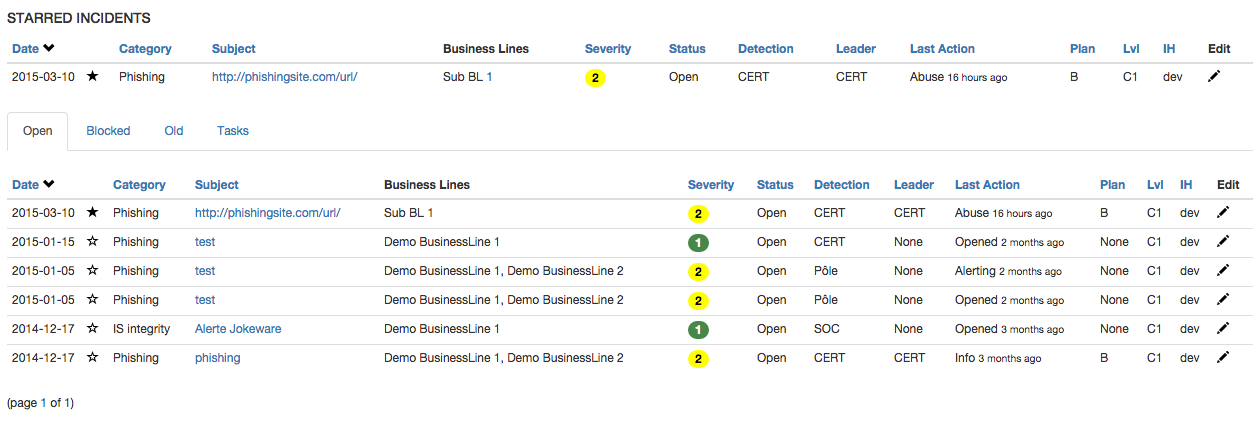 STARRED INCIDENTS
Date Category Subject Business Lines Severity Status Detection Leader Last Action Plan Lvl IH Edit
2015-03-10 Phishing http://phishingsite.com/url/ Sub BL 1 2 Open CERT CERT Abuse 16 hours ago B C1 dev
Open Blocked Old Tasks
Date Category Subject Business Lines Severity Status Detection Leader Last Action Plan Lvl IH Edit
2015-03-10 Phishing http://phishingsite.com/url/ Sub BL 1 2 Open CERT CERT Abuse 16 hours ago B C1 dev
2015-01-15 Phishing test Demo BusinessLine 1 1 Open CERT None Opened 2 months ago None C1 dev
2015-01-05 Phishing test Demo BusinessLine 1, Demo BusinessLine 2 2 Open Pôle None Alerting 2 months ago None C1 dev
2015-01-05 Phishing test Demo BusinessLine 1, Demo BusinessLine 2 2 Open Pôle None Opened 2 months ago None C1 dev
2014-12-17 IS integrity Alerte Jokeware Demo BusinessLine 1 1 Open SOC None Opened 3 months ago None C1 dev
2014-12-17 Phishing phishing Demo BusinessLine 1, Demo BusinessLine 2 2 Open CERT CERT Info 3 months ago B C1 dev
(page 1 of 1)